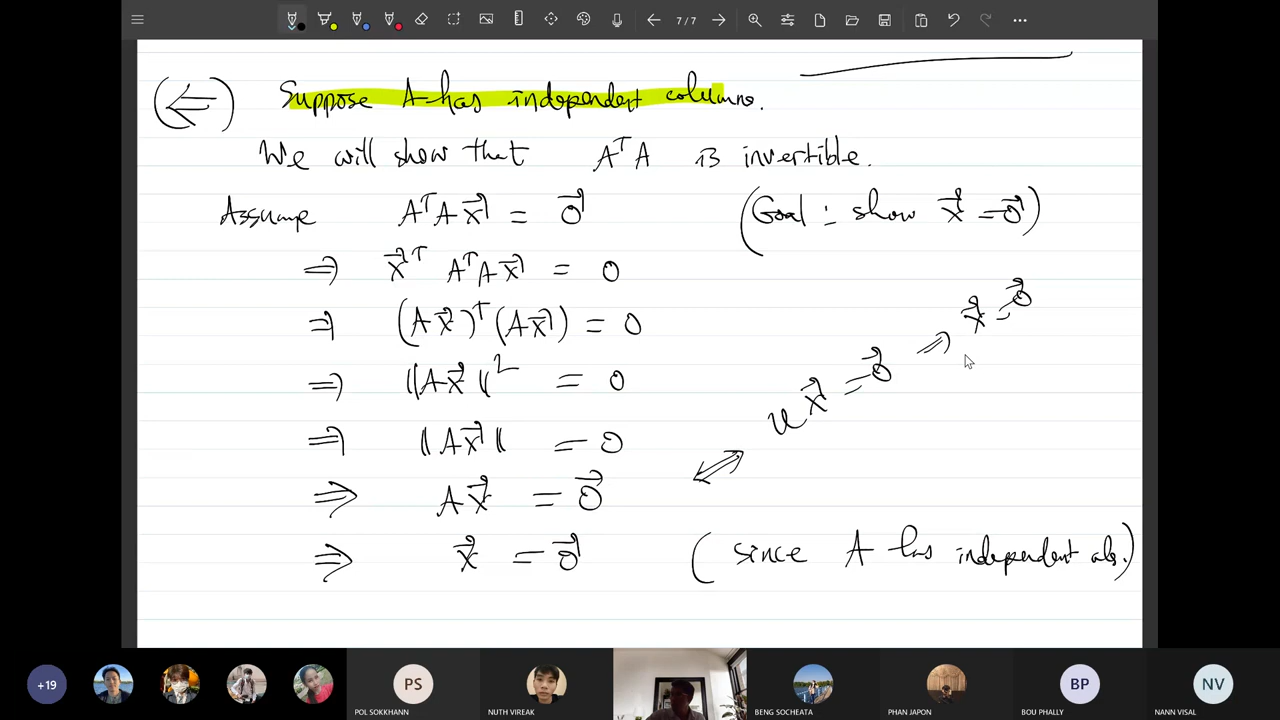 7 / 7
(⇐) Suppose A has independent columns.
We will show that AᵀA is invertible.
Assume AᵀAx⃗ = 0⃗ (Goal : show x⃗ = 0⃗)
⇒ x⃗ᵀ AᵀAx⃗ = 0
⇒ (Ax⃗)ᵀ(Ax⃗) = 0
⇒ ‖Ax⃗‖² = 0
⇒ ‖Ax⃗‖ = 0
⇒ Ax⃗ = 0⃗ ⟺ ux⃗ = 0⃗ ⇒ x⃗ = 0⃗
⇒ x⃗ = 0⃗ (since A has independent cols.)
+19 PS BP NV
POL SOKKHANN NUTH VIREAK BENG SOCHEATA PHAN JAPON BOU PHALLY NANN VISAL